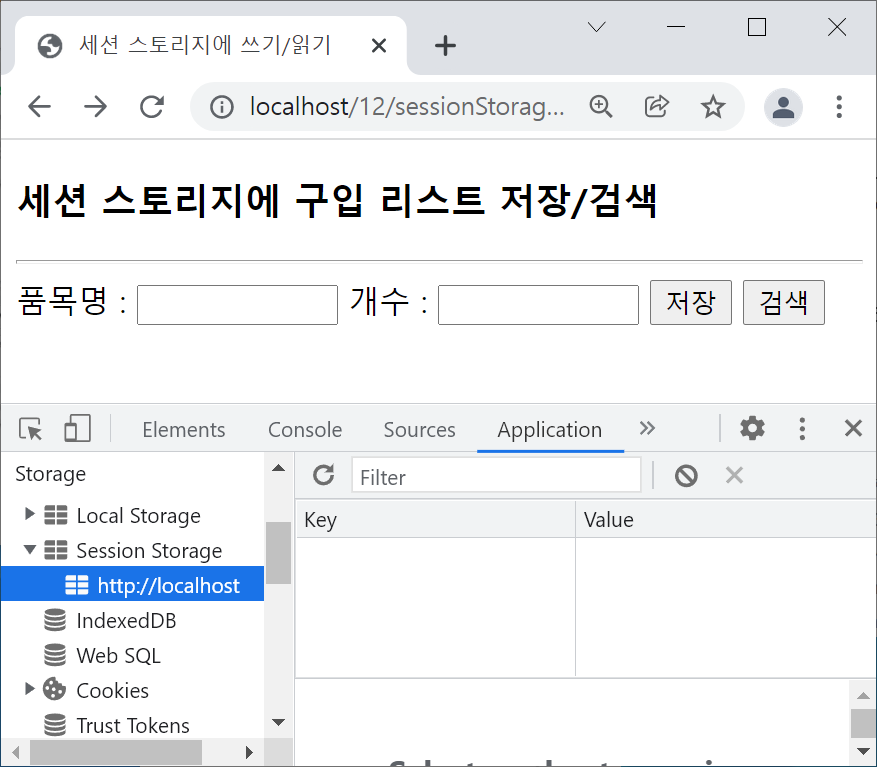 세션 스토리지에 쓰기/읽기
localhost/12/sessionStorag...
세션 스토리지에 구입 리스트 저장/검색
품목명 : 개수 : 저장 검색
Elements Console Sources Application
Storage
Filter
Key Value
Local Storage
Session Storage
http://localhost
IndexedDB
Web SQL
Cookies
Trust Tokens